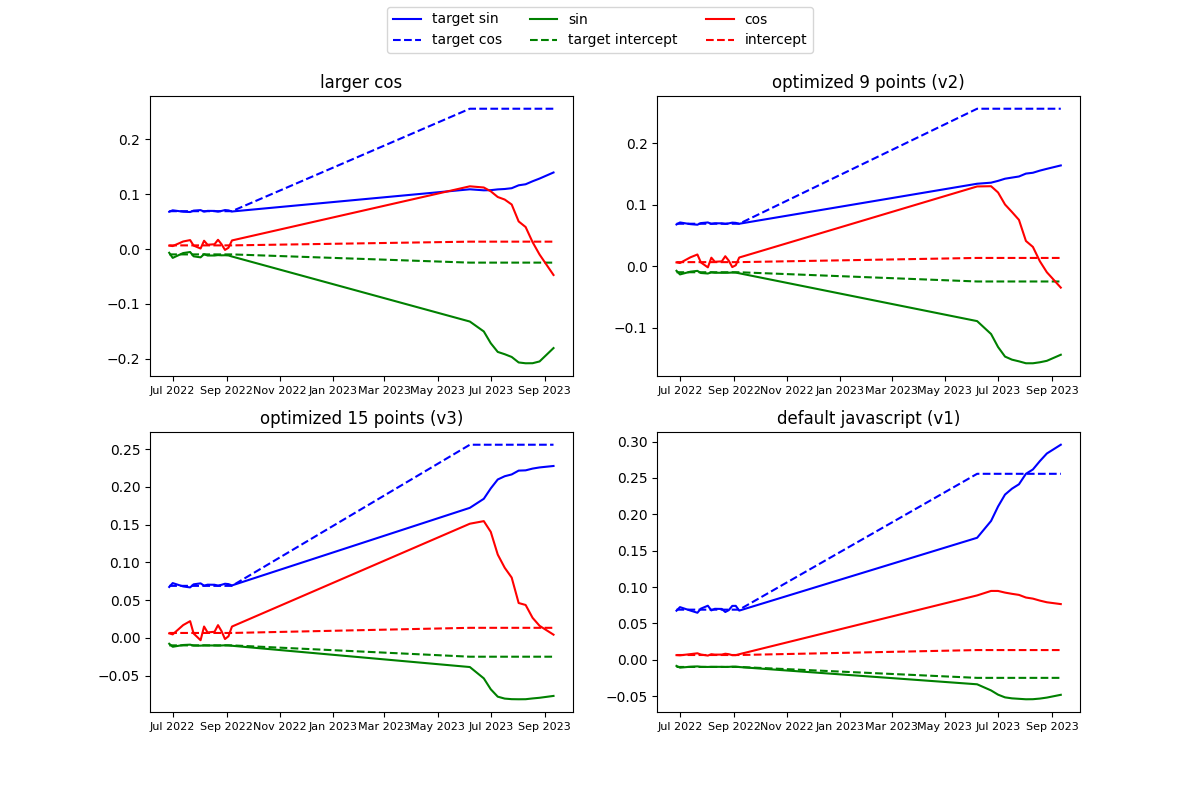 target sin sin cos
target cos target intercept intercept
larger cos
0.2
0.1
0.0
−0.1
−0.2
Jul 2022 Sep 2022 Nov 2022 Jan 2023 Mar 2023 May 2023 Jul 2023 Sep 2023
optimized 9 points (v2)
0.2
0.1
0.0
−0.1
Jul 2022 Sep 2022 Nov 2022 Jan 2023 Mar 2023 May 2023 Jul 2023 Sep 2023
optimized 15 points (v3)
0.25
0.20
0.15
0.10
0.05
0.00
−0.05
Jul 2022 Sep 2022 Nov 2022 Jan 2023 Mar 2023 May 2023 Jul 2023 Sep 2023
default javascript (v1)
0.30
0.25
0.20
0.15
0.10
0.05
0.00
−0.05
Jul 2022 Sep 2022 Nov 2022 Jan 2023 Mar 2023 May 2023 Jul 2023 Sep 2023